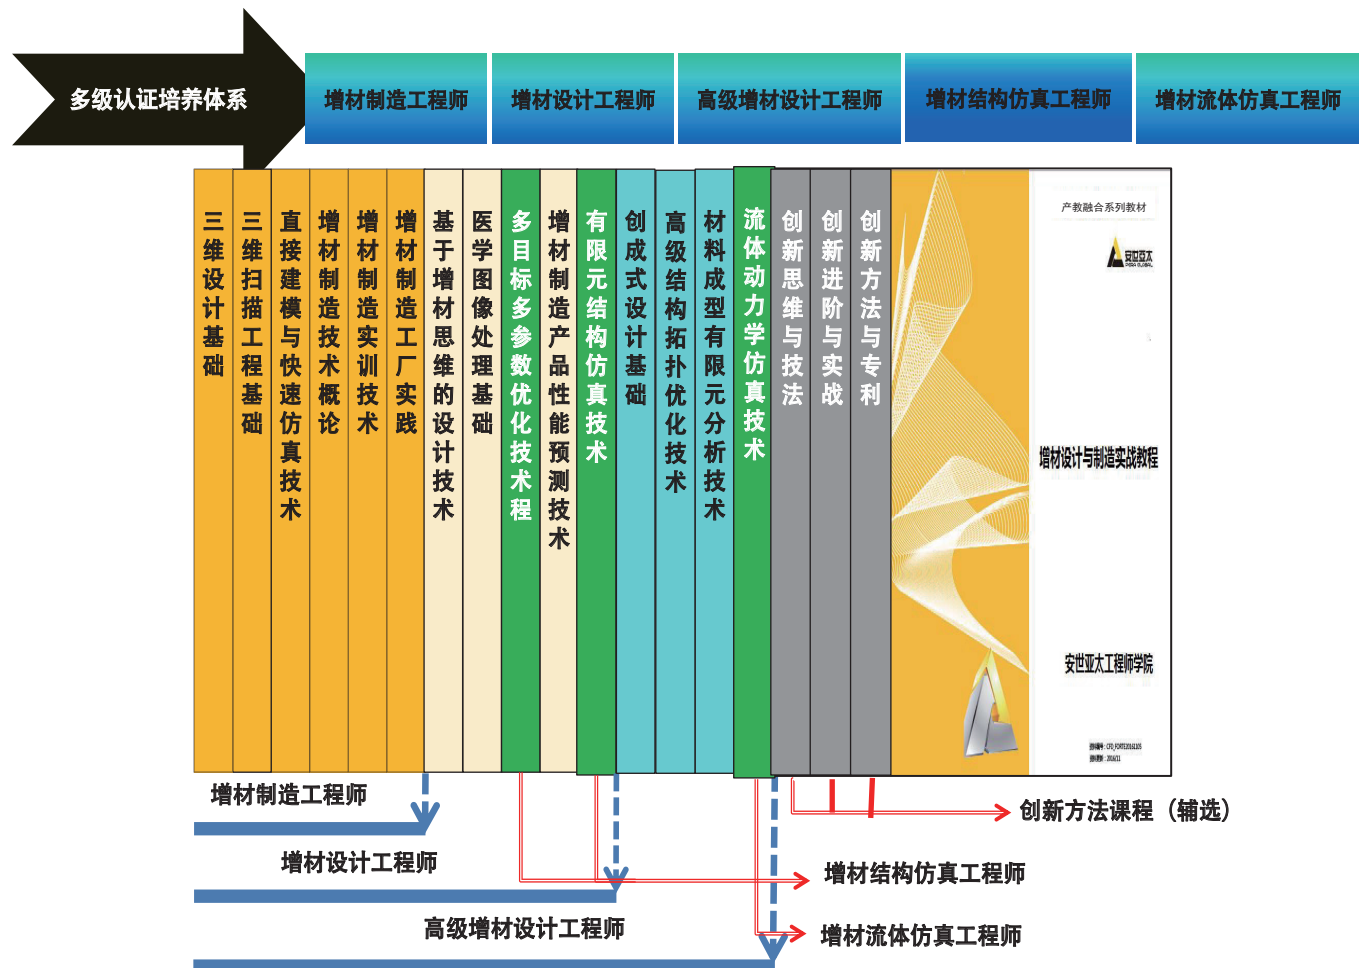 多级认证培养体系
增材制造工程师
增材设计工程师
高级增材设计工程师
增材结构仿真工程师
增材流体仿真工程师
三维设计基础
三维扫描工程基础
直接建模与快速仿真技术
增材制造技术概论
增材制造实训技术
增材制造工厂实践
基于增材思维的设计技术
医学图像处理基础
多目标多参数优化技术程
增材制造产品性能预测技术
有限元结构仿真技术
创成式设计基础
高级结构拓扑优化技术
材料成型有限元分析技术
流体动力学仿真技术
创新思维与技法
创新进阶与实战
创新方法与专利
产教融合系列教材
安世亚太
PERA GLOBAL
增材设计与制造实战教程
安世亚太工程师学院
增材制造工程师
增材设计工程师
高级增材设计工程师
创新方法课程（辅选）
增材结构仿真工程师
增材流体仿真工程师